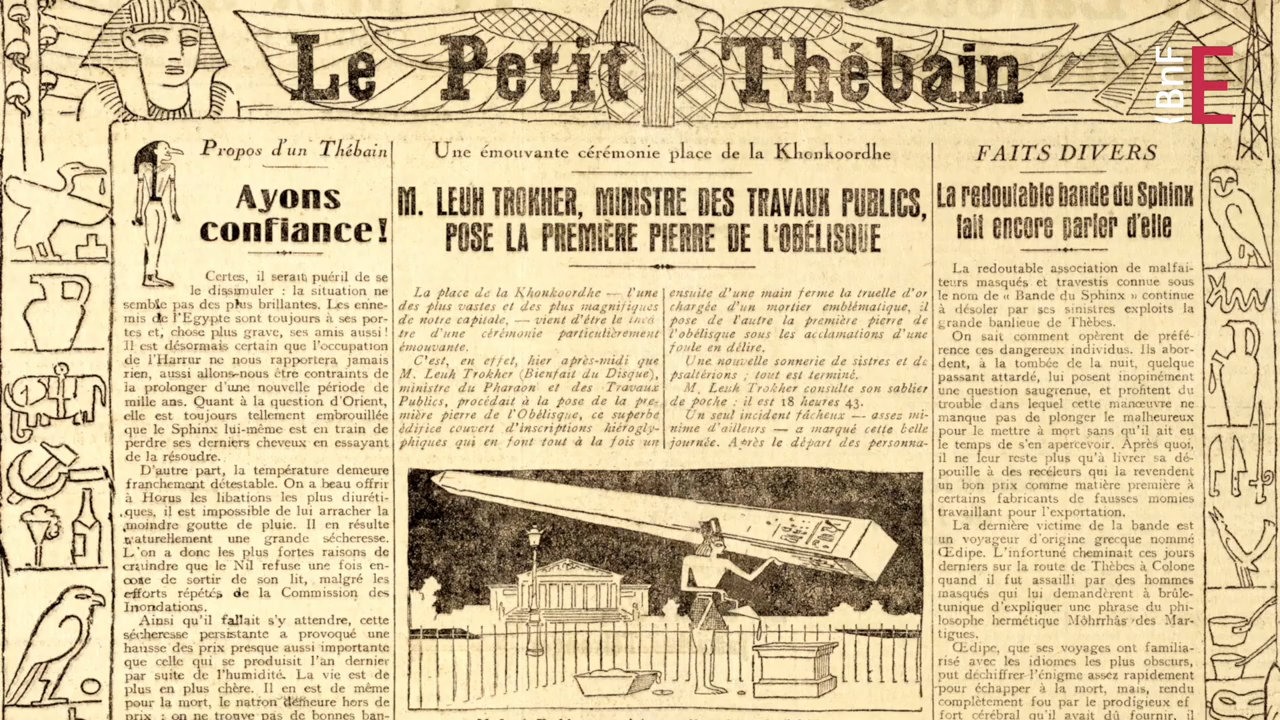 Le Petit Thébain
(BnF E
Propos d'un Thébain
Ayons
confiance!
Certes, il serait puéril de se
le dissimuler : la situation ne
semble pas des plus brillantes. Les enne-
mis de l'Egypte sont toujours à ses por-
tes et, chose plus grave, ses amis aussi!
Il est désormais certain que l'occupation
de l'Harrur ne nous rapportera jamais
rien, aussi allons-nous être contraints de
la prolonger d'une nouvelle période de
mille ans. Quant à la question d'Orient,
elle est toujours tellement embrouillée
que le Sphinx lui-même est en train de
perdre ses derniers cheveux en essayant
de la résoudre.
D'autre part, la température demeure
franchement détestable. On a beau offrir
à Horus les libations les plus diuréti-
ques, il est impossible de lui arracher la
moindre goutte de pluie. Il en résulte
naturellement une grande sécheresse.
L'on a donc les plus fortes raisons de
craindre que le Nil refuse une fois en-
core de sortir de son lit, malgré les
efforts répétés de la Commission des
Inondations.
Ainsi qu'il fallait s'y attendre, cette
sécheresse persistante a provoqué une
hausse des prix presque aussi importante
que celle qui se produisit l'an dernier
par suite de l'humidité. La vie est de
plus en plus chère. Il en est de même
pour la mort, le natron demeure hors de
prix : on ne trouve pas de bonnes ban-
Une émouvante cérémonie place de la Khonkoordhe
M. LEUH TROKHER, MINISTRE DES TRAVAUX PUBLICS,
POSE LA PREMIÈRE PIERRE DE L'OBÉLISQUE
La place de la Khonkoordhe — l'une
des plus vastes et des plus magnifiques
de notre capitale, — vient d'être le théâ-
tre d'une cérémonie particulièrement
émouvante.
C'est, en effet, hier après-midi que
M. Leuh Trokher (Bienfait du Disque),
ministre du Pharaon et des Travaux
Publics, procédait à la pose de la pre-
mière pierre de l'Obélisque, ce superbe
édifice couvert d'inscriptions hiérogly-
phiques qui en font tout à la fois un
ensuite d'une main ferme la truelle d'or
chargée d'un mortier emblématique, il
pose de l'autre la première pierre de
l'obélisque sous les acclamations d'une
foule en délire.
Une nouvelle sonnerie de sistres et de
psaltérions ; tout est terminé.
M. Leuh Trokher consulte son sablier
de poche : il est 18 heures 43.
Un seul incident fâcheux — assez mi-
nime d'ailleurs — a marqué cette belle
journée. Après le départ des personna-
FAITS DIVERS
La redoutable bande du Sphinx
fait encore parler d'elle
La redoutable association de malfai-
teurs masqués et travestis connue sous
le nom de « Bande du Sphinx » continue
à désoler par ses sinistres exploits la
grande banlieue de Thèbes.
On sait comment opèrent de préfé-
rence ces dangereux individus. Ils abor-
dent, à la tombée de la nuit, quelque
passant attardé, lui posent inopinément
une question saugrenue, et profitent du
trouble dans lequel cette manœuvre ne
manque pas de plonger le malheureux
pour le mettre à mort sans qu'il ait eu
le temps de s'en apercevoir. Après quoi,
il ne leur reste plus qu'à livrer sa dé-
pouille à des recéleurs qui la revendent
un bon prix comme matière première à
certains fabricants de fausses momies
travaillant pour l'exportation.
La dernière victime de la bande est
un voyageur d'origine grecque nommé
Œdipe. L'infortuné cheminait ces jours
derniers sur la route de Thèbes à Colone
quand il fut assailli par des hommes
masqués qui lui demandèrent à brûle-
tunique d'expliquer une phrase du phi-
losophe hermétique Môhrrhâs des Mar-
tigues.
Œdipe, que ses voyages ont familia-
risé avec les idiomes les plus obscurs,
put déchiffrer l'énigme assez rapidement
pour échapper à la mort, mais, rendu
complètement fou par le prodigieux ef-
fort cérébral qu'il avait dû fournir, il